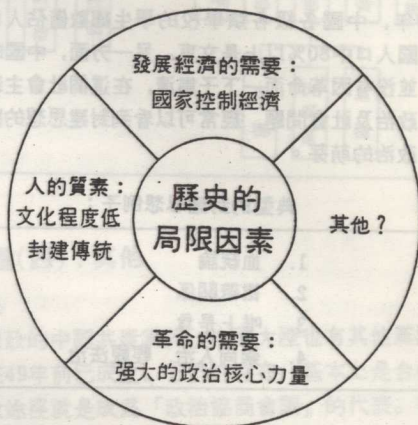 發展經濟的需要：
國家控制經濟
人的質素：
文化程度低
封建傳統
歷史的
局限因素
其他？
革命的需要：
强大的政治核心力量